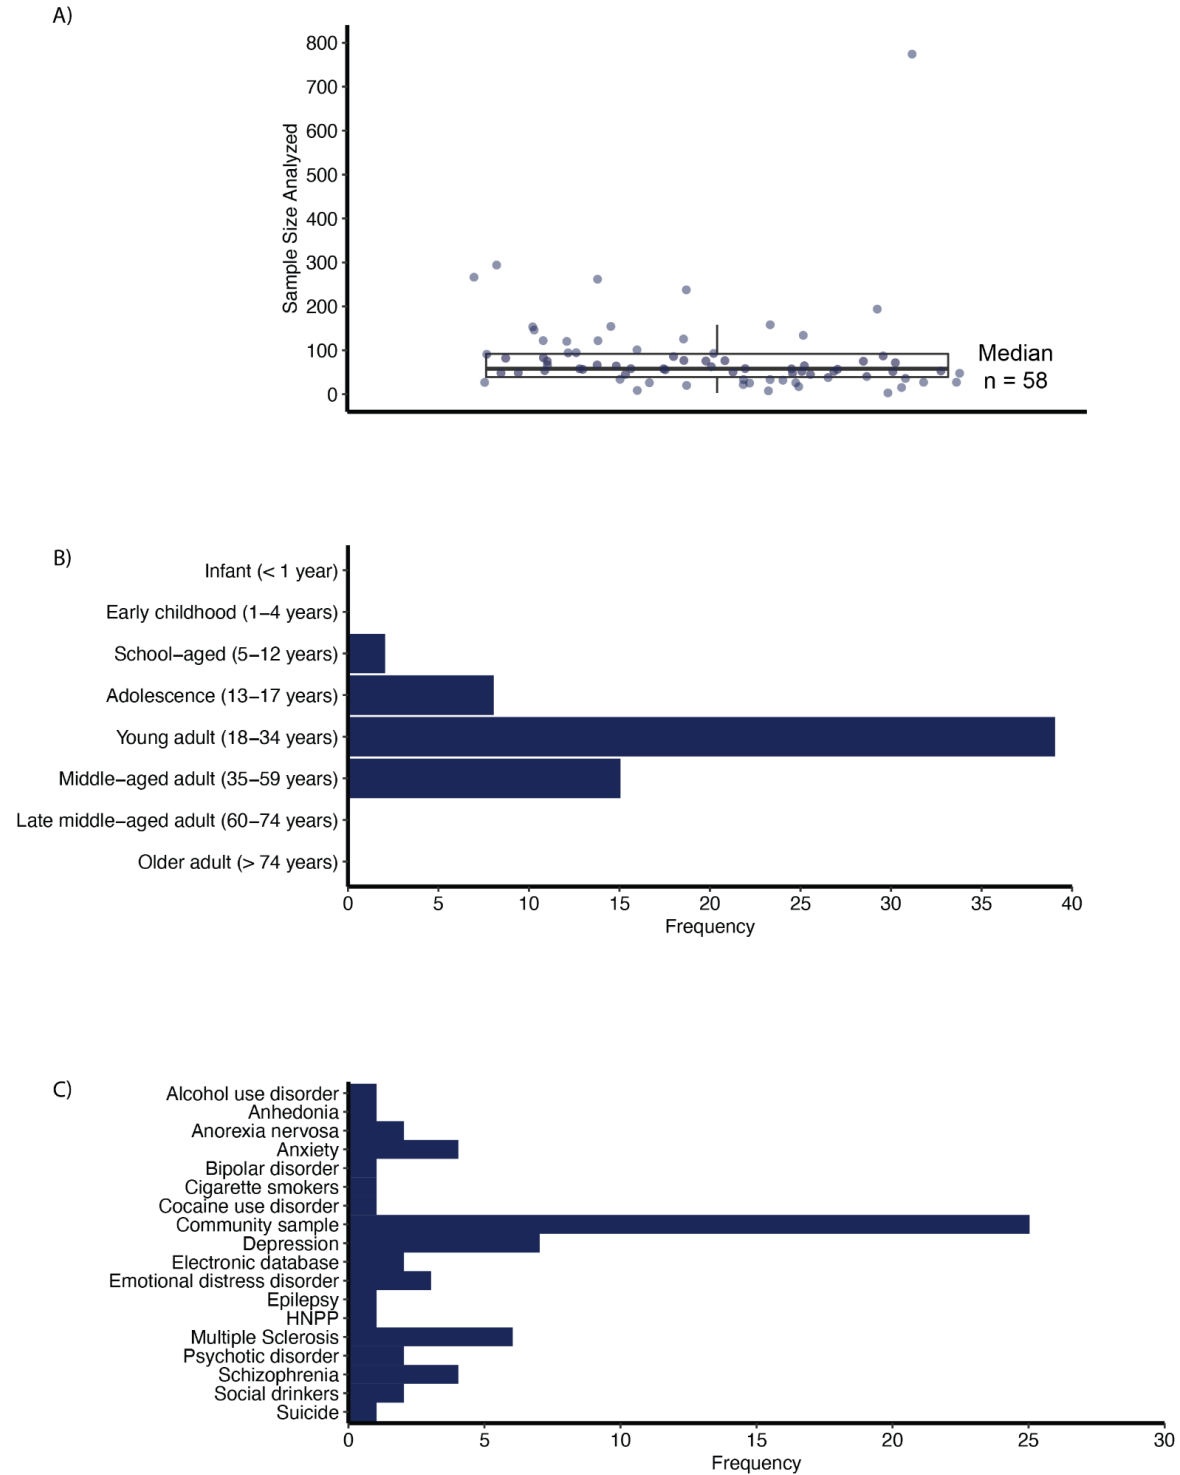 A)
Sample Size Analyzed
800
700
600
500
400
300
200
100
0
Median
n = 58
B)
Infant (< 1 year)
Early childhood (1–4 years)
School–aged (5–12 years)
Adolescence (13–17 years)
Young adult (18–34 years)
Middle–aged adult (35–59 years)
Late middle–aged adult (60–74 years)
Older adult (> 74 years)
0 5 10 15 20 25 30 35 40
Frequency
C)
Alcohol use disorder
Anhedonia
Anorexia nervosa
Anxiety
Bipolar disorder
Cigarette smokers
Cocaine use disorder
Community sample
Depression
Electronic database
Emotional distress disorder
Epilepsy
HNPP
Multiple Sclerosis
Psychotic disorder
Schizophrenia
Social drinkers
Suicide
0 5 10 15 20 25 30
Frequency